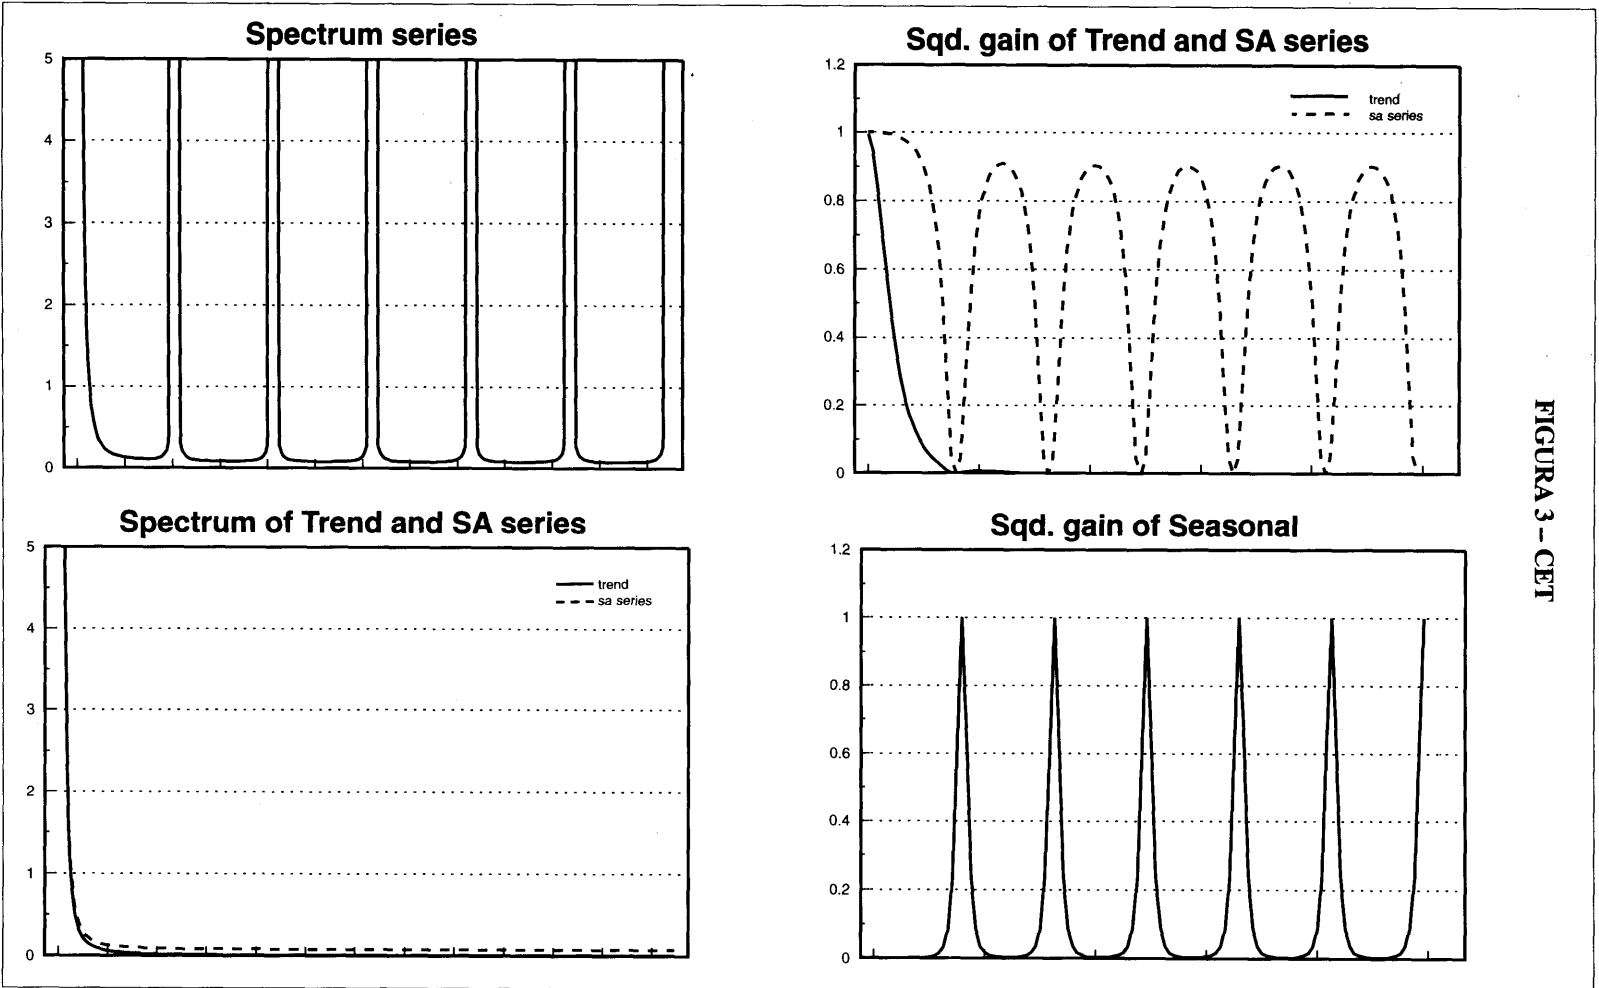 Spectrum series
5
4
3
2
1
0
Sqd. gain of Trend and SA series
1.2
1
0.8
0.6
0.4
0.2
0
trend
sa series
Spectrum of Trend and SA series
5
4
3
2
1
0
trend
sa series
Sqd. gain of Seasonal
1.2
1
0.8
0.6
0.4
0.2
0
FIGURA 3 – CET